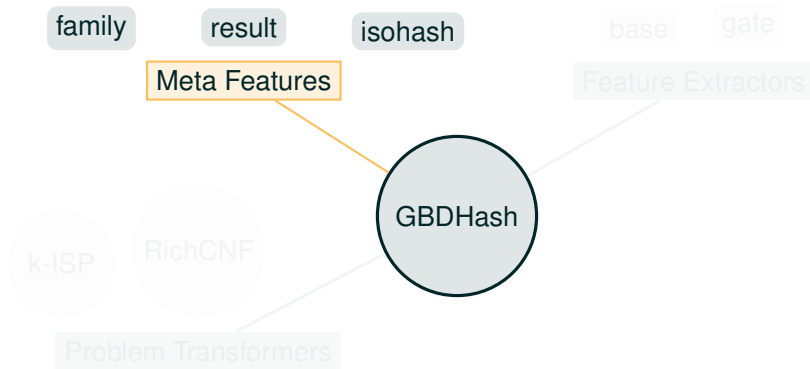 family result isohash base gate
Meta Features Feature Extractors
GBDHash
k-ISP RichCNF
Problem Transformers